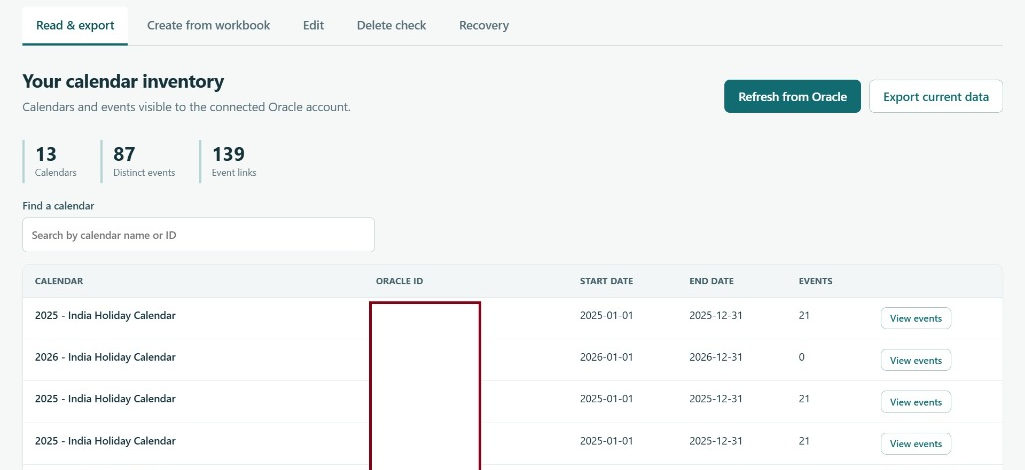 Read & export Create from workbook Edit Delete check Recovery
Your calendar inventory
Calendars and events visible to the connected Oracle account.
Refresh from Oracle Export current data
13 87 139
Calendars Distinct events Event links
Find a calendar
Search by calendar name or ID
CALENDAR ORACLE ID START DATE END DATE EVENTS
2025 - India Holiday Calendar 2025-01-01 2025-12-31 21 View events
2026 - India Holiday Calendar 2026-01-01 2026-12-31 0 View events
2025 - India Holiday Calendar 2025-01-01 2025-12-31 21 View events
2025 - India Holiday Calendar 2025-01-01 2025-12-31 21 View events